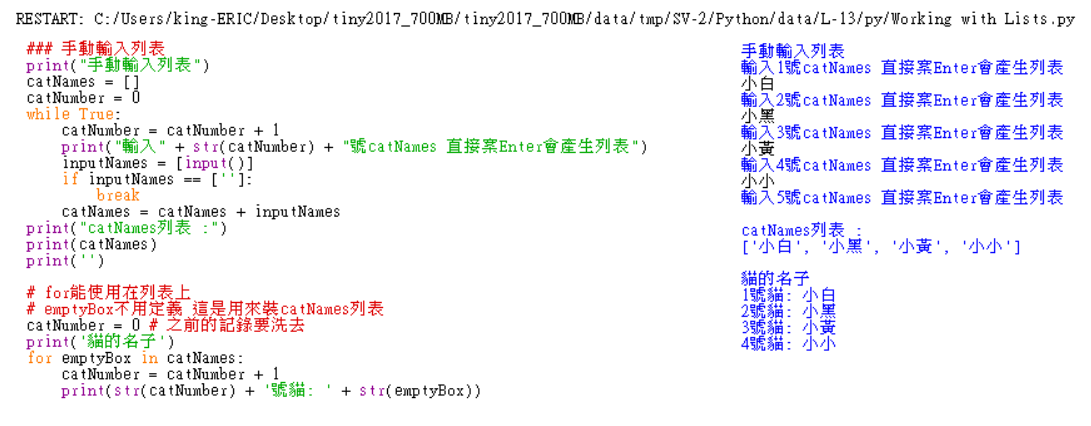 RESTART: C:/Users/king-ERIC/Desktop/tiny2017_700MB/tiny2017_700MB/data/tmp/SV-2/Python/data/L-13/py/Working with Lists.py
### 手動輸入列表
print("手動輸入列表")
catNames = []
catNumber = 0
while True:
    catNumber = catNumber + 1
    print("輸入" + str(catNumber) + "號catNames 直接案Enter會產生列表")
    inputNames = [input()]
    if inputNames == ['']:
        break
    catNames = catNames + inputNames
print("catNames列表 :")
print(catNames)
print('')
# for能使用在列表上
# emptyBox不用定義 這是用來裝catNames列表
catNumber = 0 # 之前的記錄要洗去
print('貓的名子')
for emptyBox in catNames:
    catNumber = catNumber + 1
    print(str(catNumber) + '號貓: ' + str(emptyBox))
手動輸入列表
輸入1號catNames 直接案Enter會產生列表
小白
輸入2號catNames 直接案Enter會產生列表
小黑
輸入3號catNames 直接案Enter會產生列表
小黃
輸入4號catNames 直接案Enter會產生列表
小小
輸入5號catNames 直接案Enter會產生列表
catNames列表 :
['小白', '小黑', '小黃', '小小']
貓的名子
1號貓: 小白
2號貓: 小黑
3號貓: 小黃
4號貓: 小小